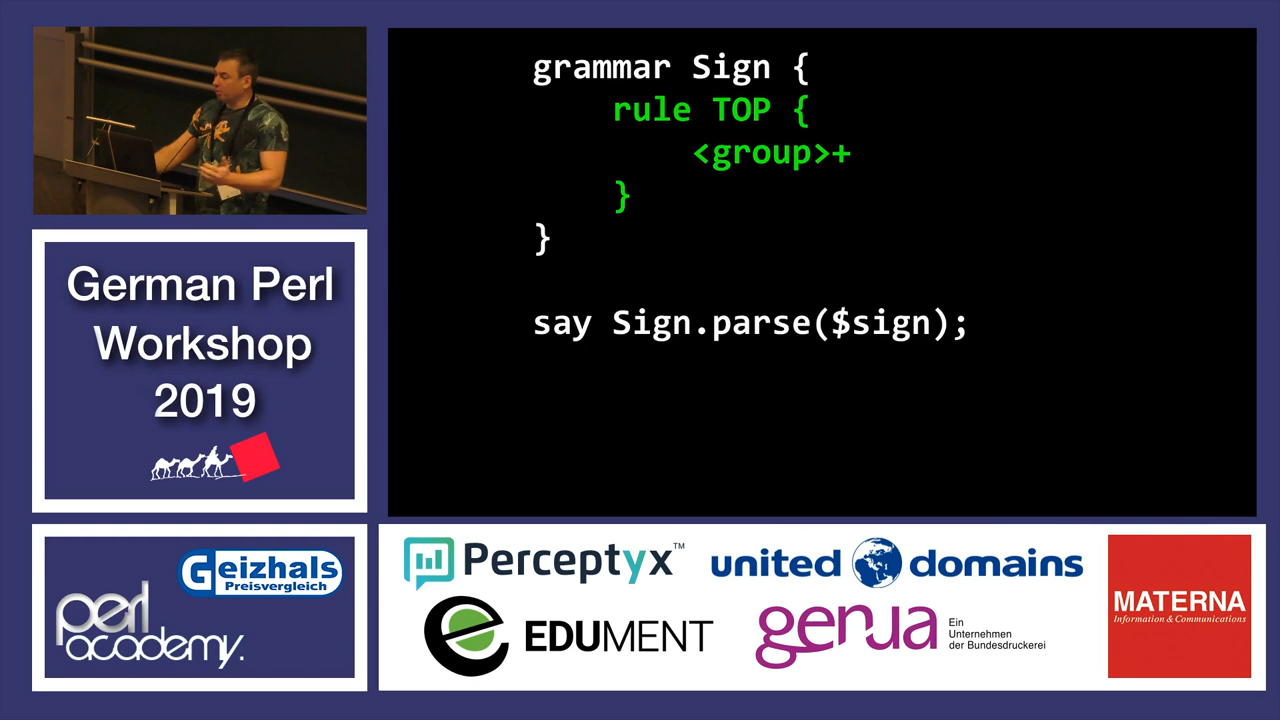 grammar Sign {
rule TOP {
<group>+
}
}
say Sign.parse($sign);
German Perl
Workshop
2019
Geizhals
Preisvergleich
perl
academy.
Perceptyx™
united domains
EDUMENT
genua
Ein
Unternehmen
der Bundesdruckerei
MATERNA
Information & Communications